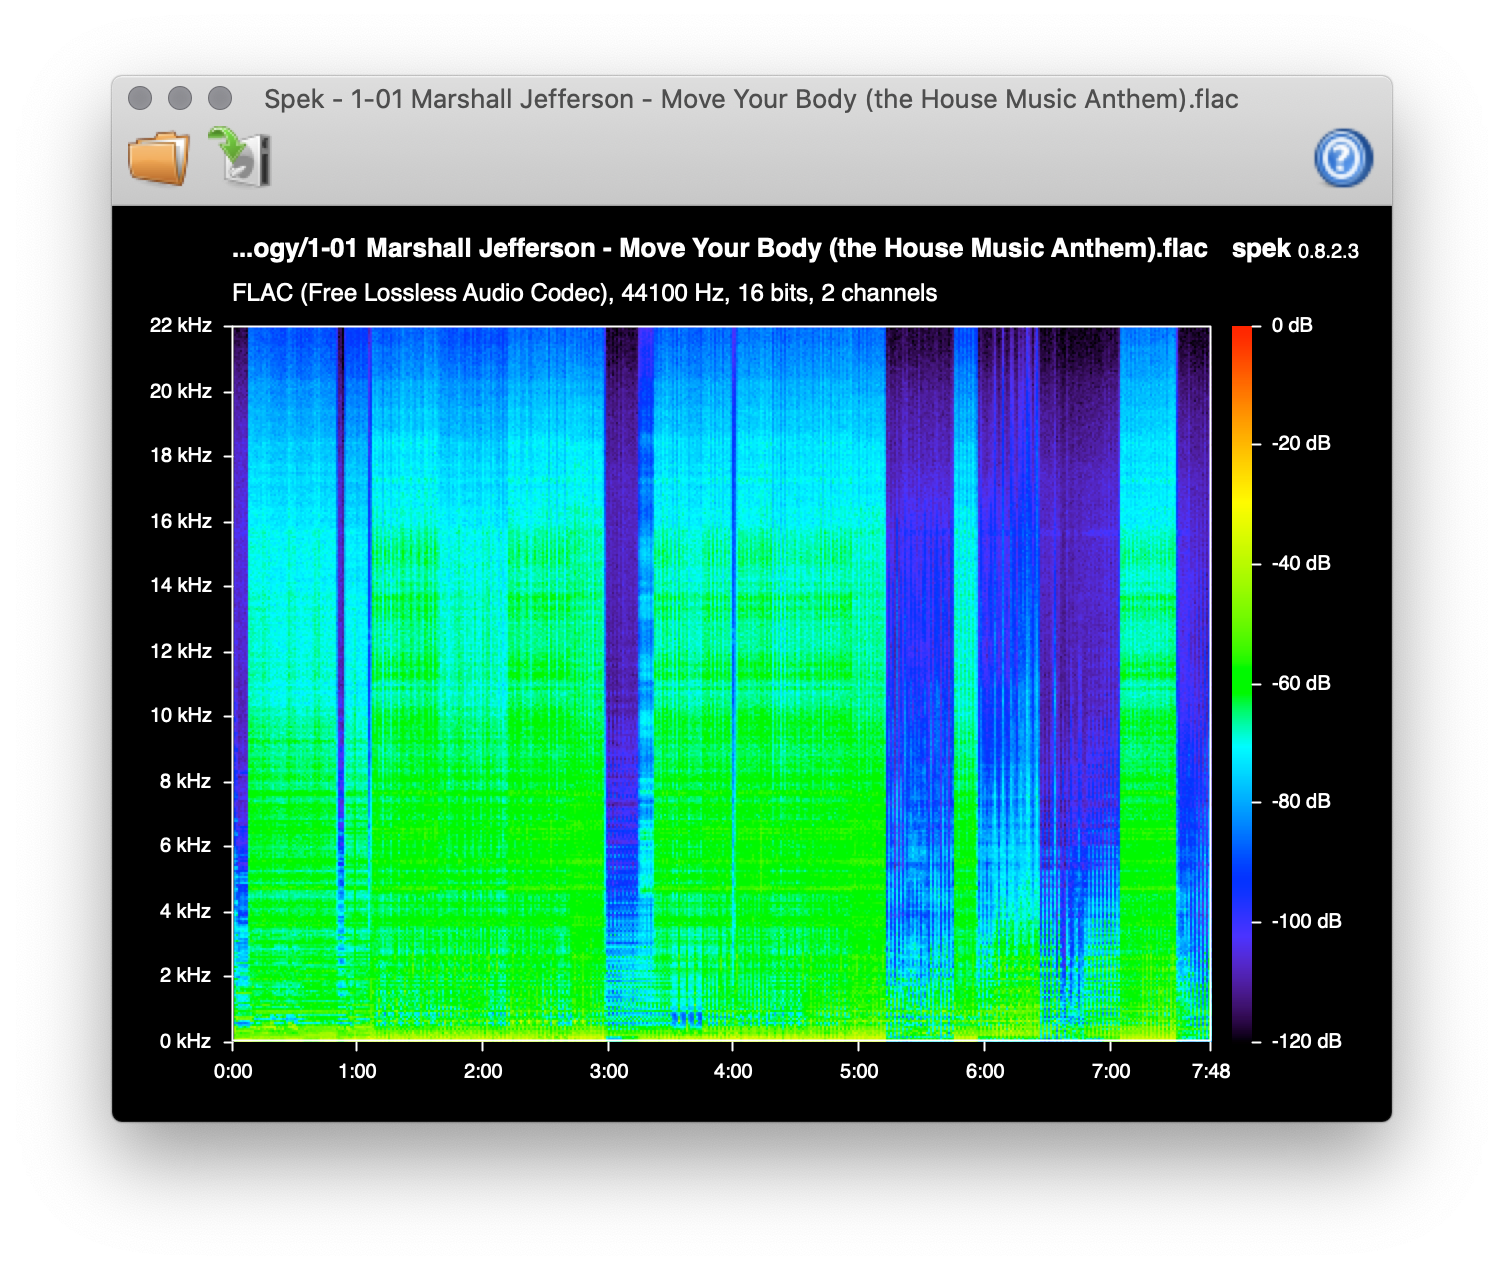 Spek - 1-01 Marshall Jefferson - Move Your Body (the House Music Anthem).flac
...ogy/1-01 Marshall Jefferson - Move Your Body (the House Music Anthem).flac spek 0.8.2.3
FLAC (Free Lossless Audio Codec), 44100 Hz, 16 bits, 2 channels
22 kHz
20 kHz
18 kHz
16 kHz
14 kHz
12 kHz
10 kHz
8 kHz
6 kHz
4 kHz
2 kHz
0 kHz
0 dB
-20 dB
-40 dB
-60 dB
-80 dB
-100 dB
-120 dB
0:00 1:00 2:00 3:00 4:00 5:00 6:00 7:00 7:48